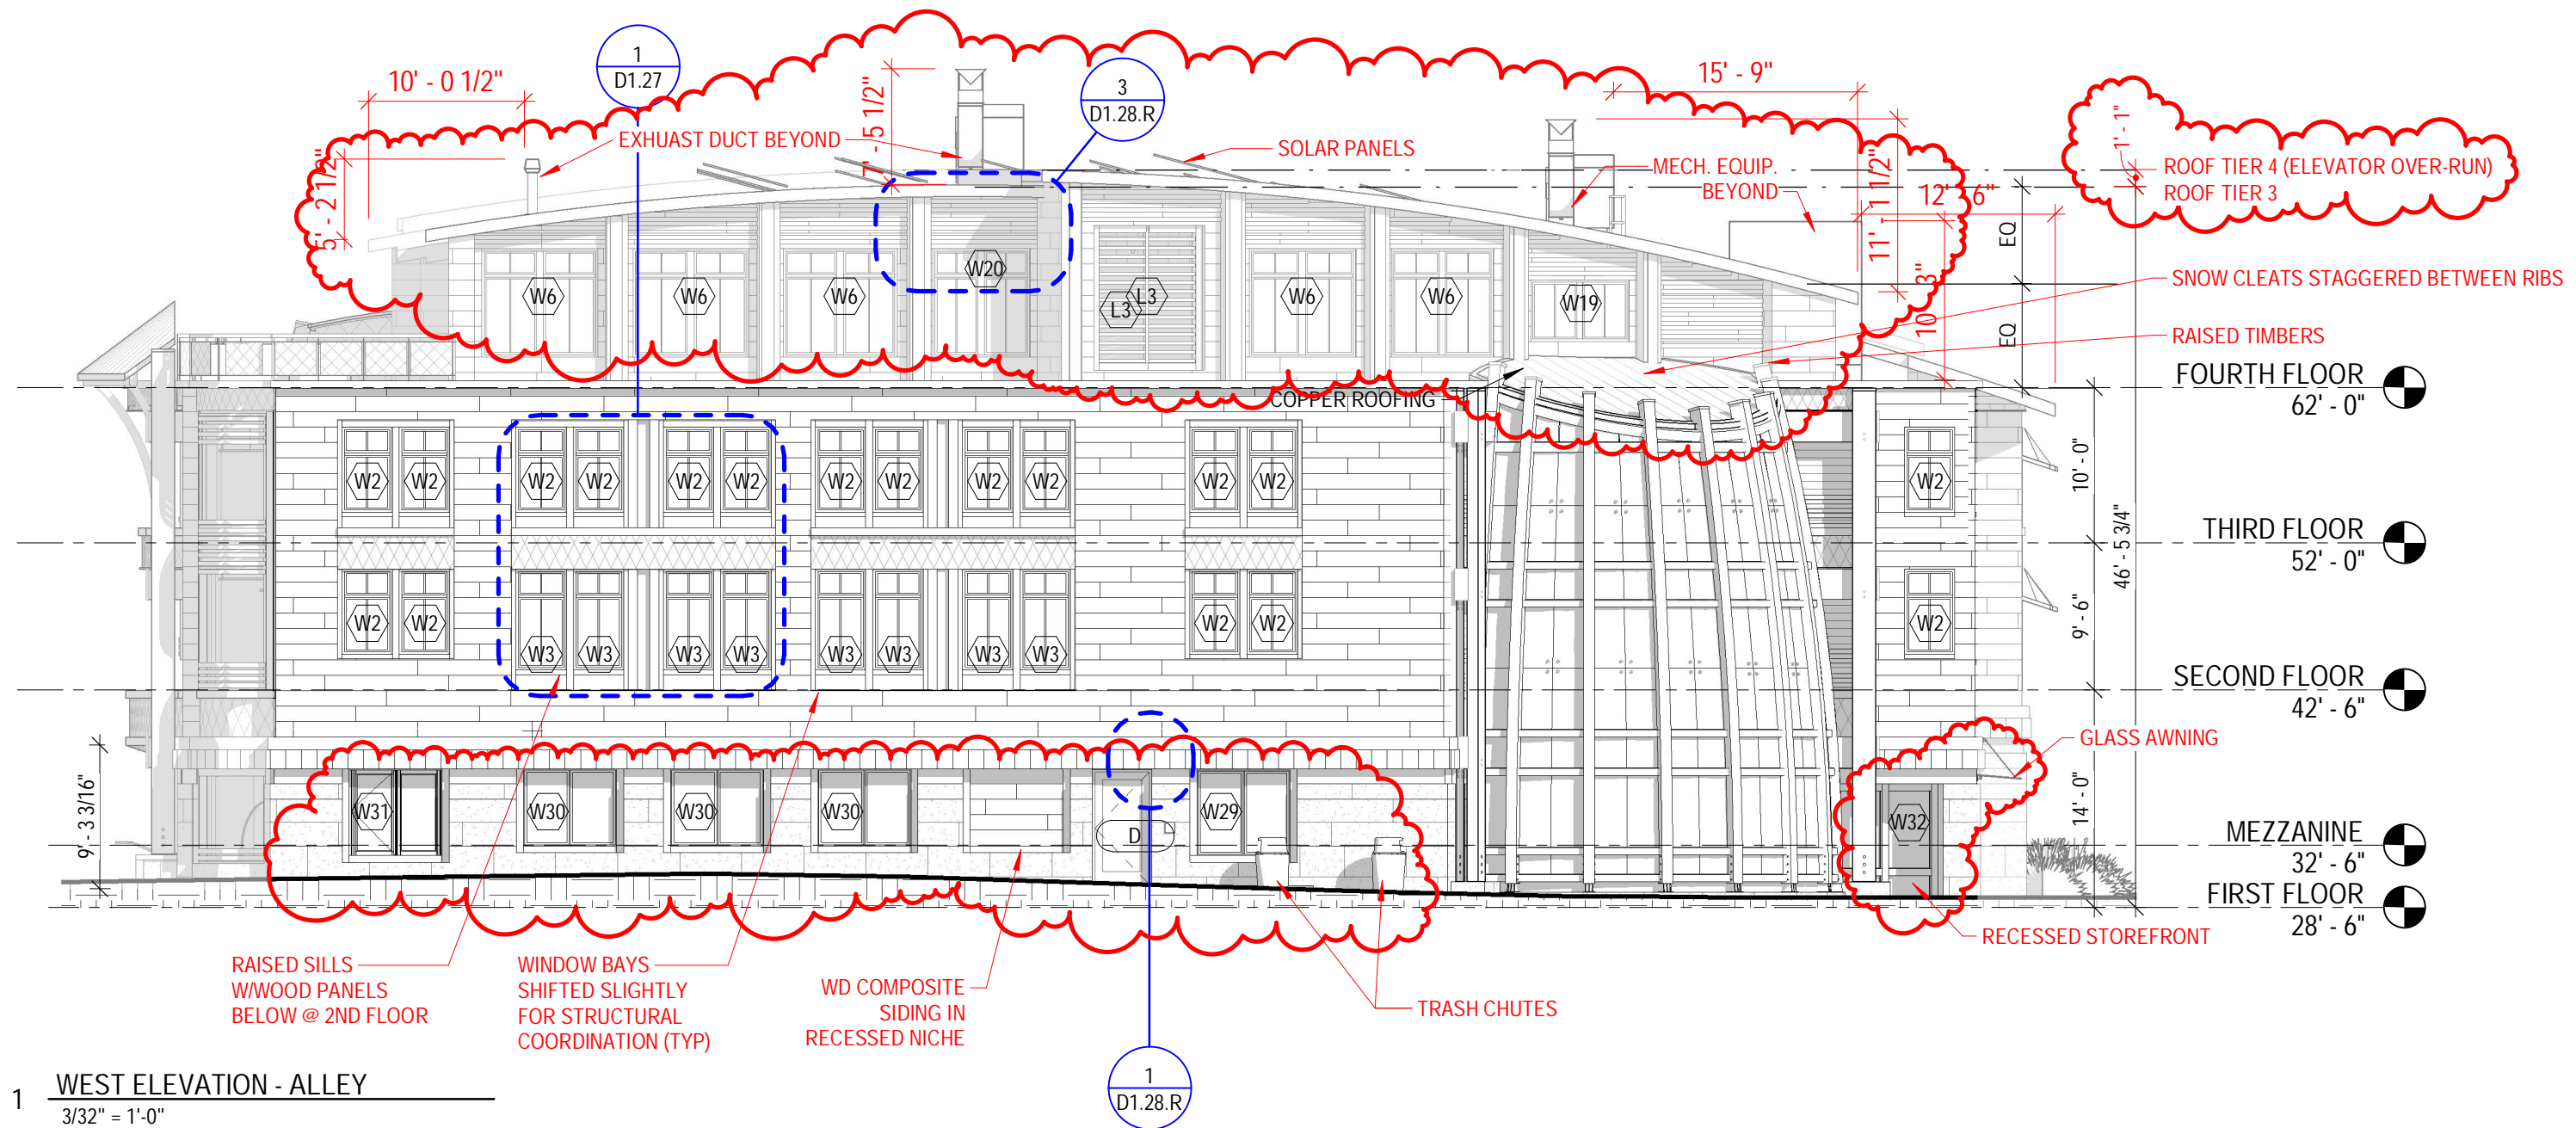 1
D1.27
3
D1.28.R
10' - 0 1/2"
7' - 5 1/2"
15' - 9"
1' - 1"
EXHUAST DUCT BEYOND
SOLAR PANELS
MECH. EQUIP.
BEYOND
ROOF TIER 4 (ELEVATOR OVER-RUN)
ROOF TIER 3
5' - 2 1/2"
11' - 1 1/2"
12' - 6"
EQ
W6
W6
W6
W20
L3
L3
W6
W6
W19
10' - 3"
EQ
SNOW CLEATS STAGGERED BETWEEN RIBS
RAISED TIMBERS
FOURTH FLOOR
62' - 0"
COPPER ROOFING
W2
W2
W2
W2
W2
W2
W2
W2
W2
W2
W2
W2
W2
10' - 0"
THIRD FLOOR
52' - 0"
46' - 5 3/4"
W2
W2
W3
W3
W3
W3
W3
W3
W3
W3
W2
W2
W2
9' - 6"
SECOND FLOOR
42' - 6"
GLASS AWNING
9' - 3 3/16"
W31
W30
W30
W30
D
W29
W32
14' - 0"
MEZZANINE
32' - 6"
FIRST FLOOR
28' - 6"
RECESSED STOREFRONT
RAISED SILLS
W/WOOD PANELS
BELOW @ 2ND FLOOR
WINDOW BAYS
SHIFTED SLIGHTLY
FOR STRUCTURAL
COORDINATION (TYP)
WD COMPOSITE
SIDING IN
RECESSED NICHE
TRASH CHUTES
1
D1.28.R
1
WEST ELEVATION - ALLEY
3/32" = 1'-0"